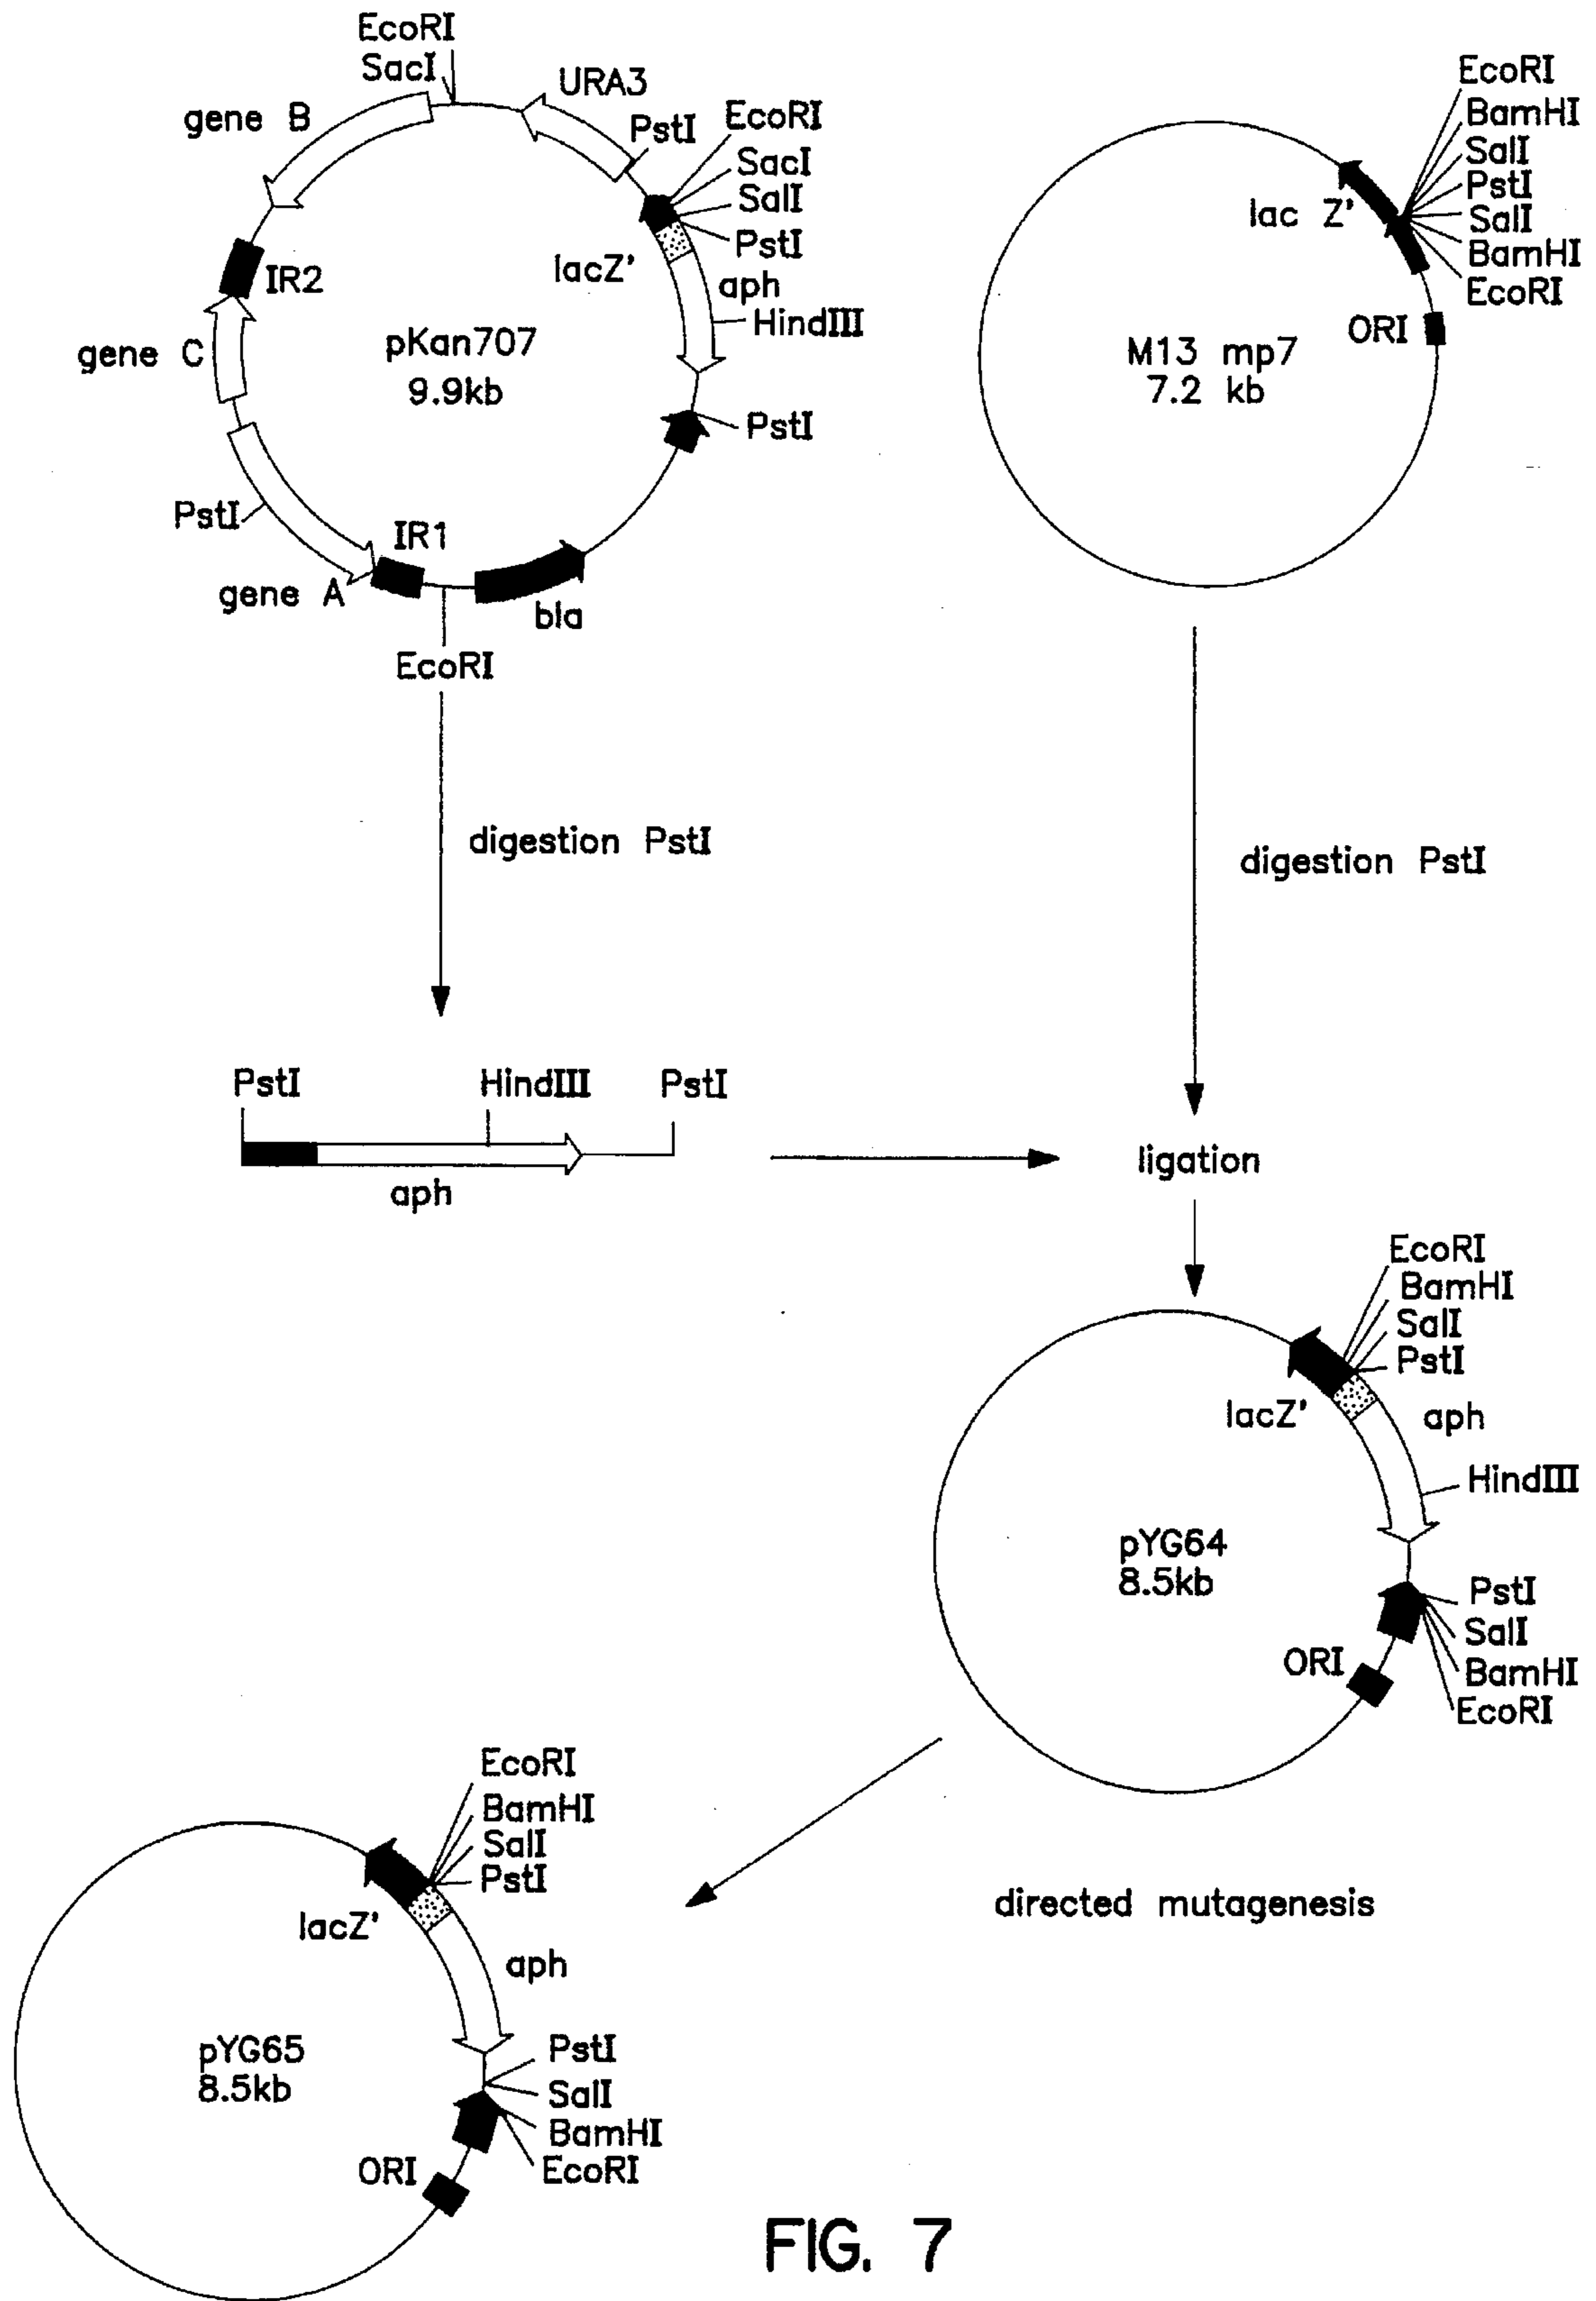 EcoRI
SacI
URA3
gene B
PstI
EcoRI
SacI
SalI
PstI
lacZ'
aph
HindIII
IR2
gene C
pKan707
9.9kb
PstI
PstI
IR1
gene A
bla
EcoRI
EcoRI
BamHI
SalI
PstI
SalI
BamHI
EcoRI
lac Z'
ORI
M13 mp7
7.2 kb
digestion PstI
digestion PstI
PstI
HindIII
PstI
aph
ligation
EcoRI
BamHI
SalI
PstI
lacZ'
aph
HindIII
pYG64
8.5kb
PstI
SalI
BamHI
EcoRI
ORI
directed mutagenesis
EcoRI
BamHI
SalI
PstI
lacZ'
aph
pYG65
8.5kb
PstI
SalI
BamHI
EcoRI
ORI
FIG. 7